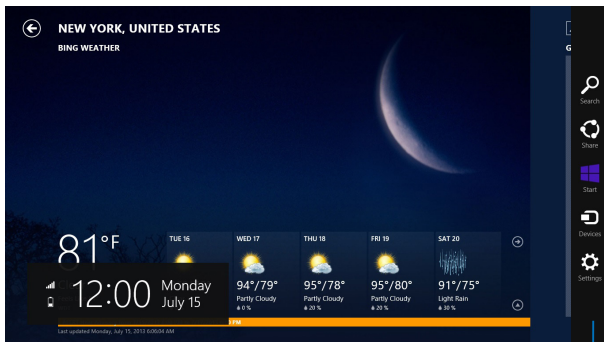 NEW YORK, UNITED STATES
BING WEATHER
Search
Share
Start
Devices
Settings
81°F
TUE 16
WED 17
94°/79°
Partly Cloudy
0 %
THU 18
95°/78°
Partly Cloudy
20 %
FRI 19
95°/80°
Partly Cloudy
20 %
SAT 20
91°/75°
Light Rain
30 %
12:00
Monday
July 15
PM
Last updated Monday, July 15, 2013 6:06:04 AM